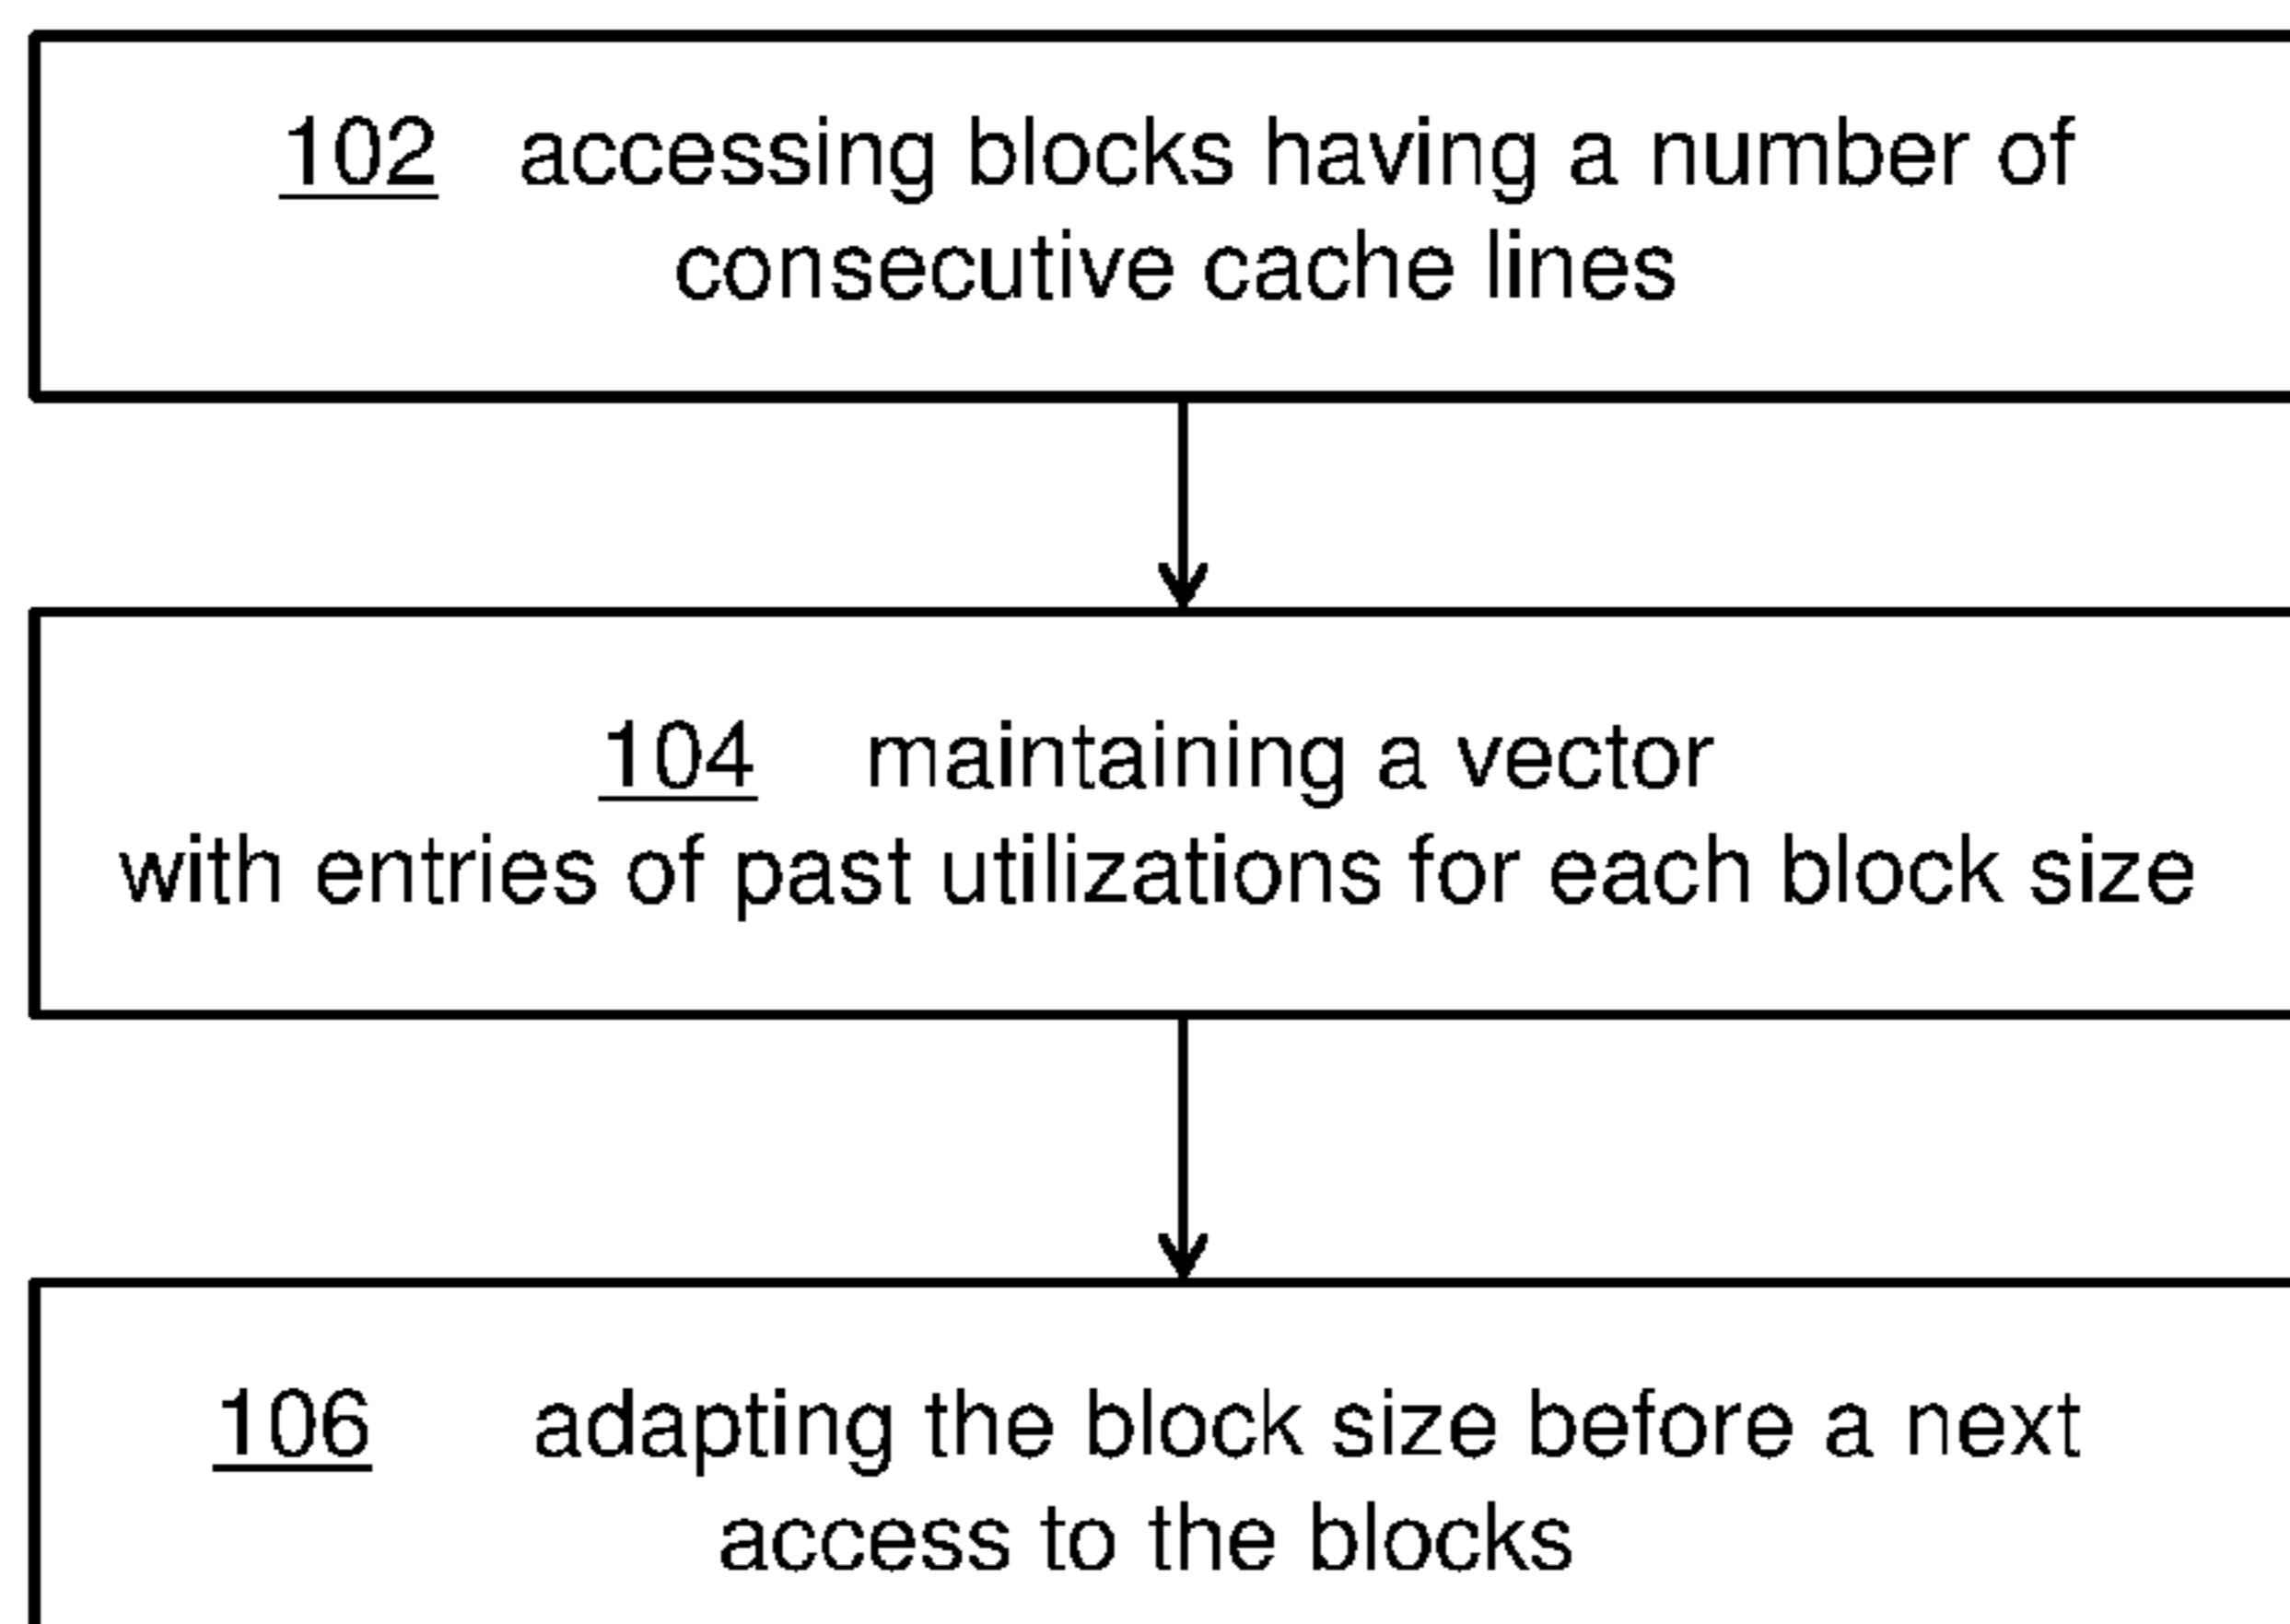 102 accessing blocks having a number of
consecutive cache lines
104 maintaining a vector
with entries of past utilizations for each block size
106 adapting the block size before a next
access to the blocks